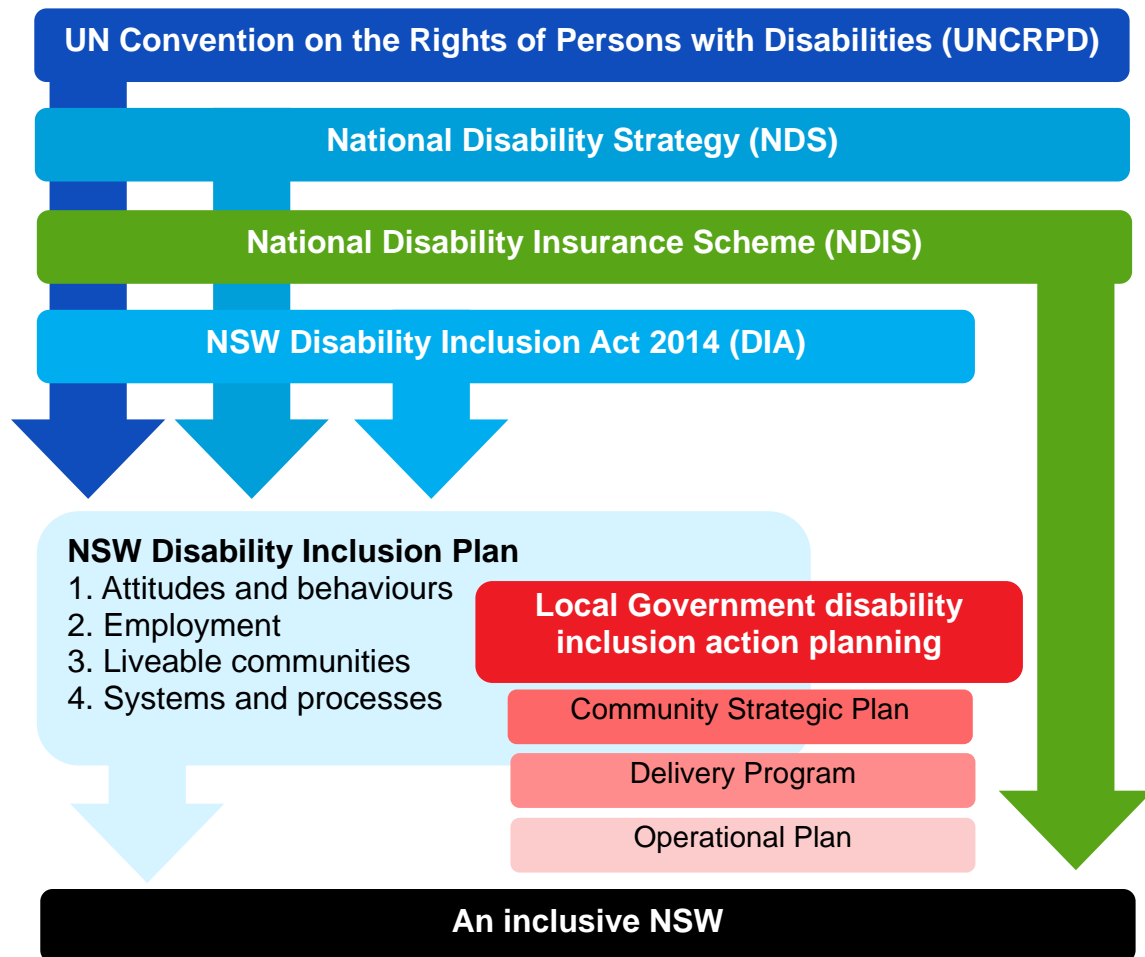 UN Convention on the Rights of Persons with Disabilities (UNCRPD)
National Disability Strategy (NDS)
National Disability Insurance Scheme (NDIS)
NSW Disability Inclusion Act 2014 (DIA)
NSW Disability Inclusion Plan
1. Attitudes and behaviours
2. Employment
3. Liveable communities
4. Systems and processes
Local Government disability
inclusion action planning
Community Strategic Plan
Delivery Program
Operational Plan
An inclusive NSW